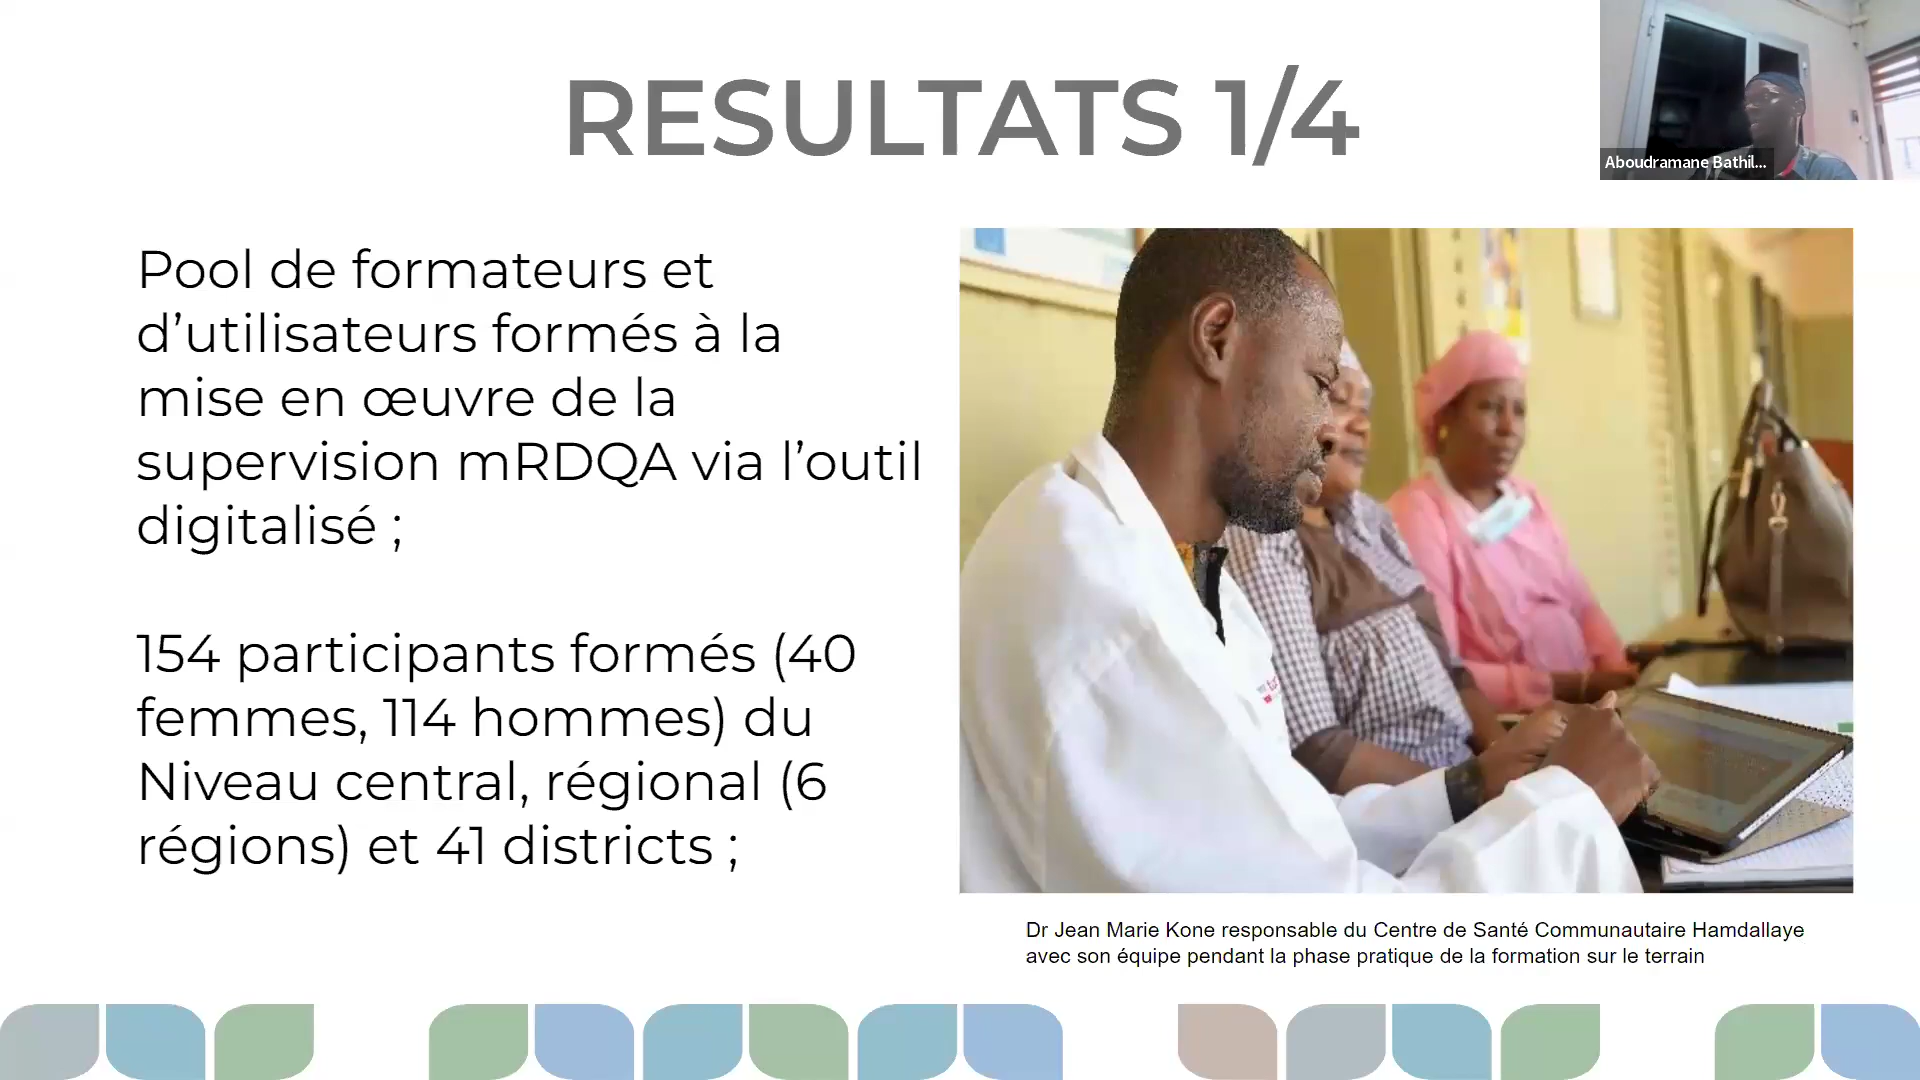 RESULTATS 1/4
Aboudramane Bathil...
Pool de formateurs et
d’utilisateurs formés à la
mise en œuvre de la
supervision mRDQA via l’outil
digitalisé ;
154 participants formés (40
femmes, 114 hommes) du
Niveau central, régional (6
régions) et 41 districts ;
Dr Jean Marie Kone responsable du Centre de Santé Communautaire Hamdallaye
avec son équipe pendant la phase pratique de la formation sur le terrain